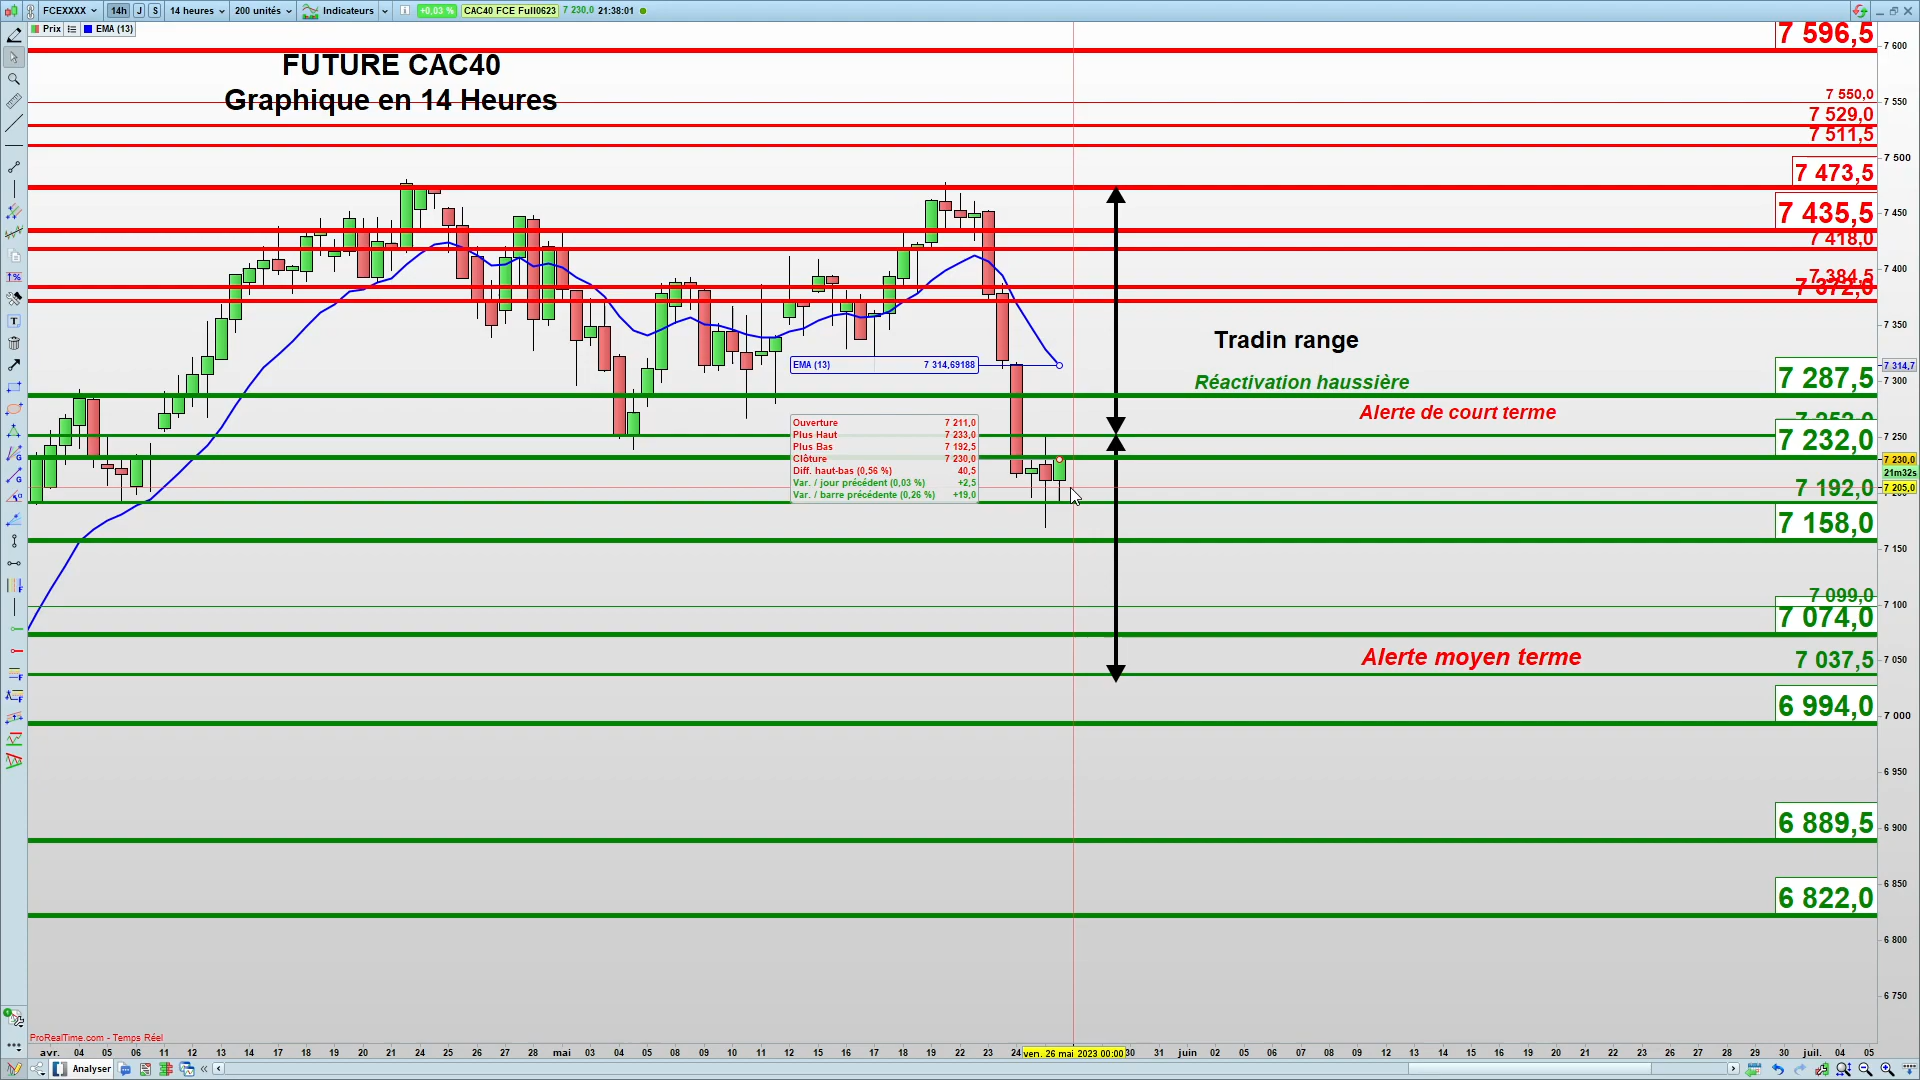 FCEXXXX 14h J S 14 heures 200 unités Indicateurs +0,03 % CAC40 FCE Full0623 7 230,0 21:38:01
Prix EMA (13)
FUTURE CAC40
Graphique en 14 Heures
7 596,5
7 600
7 550,0
7 550
7 529,0
7 511,5
7 500
7 473,5
7 435,5
7 450
7 418,0
7 400
7 384,5
7 372,0
7 350
Tradin range
EMA (13) 7 314,69188
7 314,7
7 287,5
7 300
Réactivation haussière
Alerte de court terme
7 252,0
Ouverture 7 211,0
Plus Haut 7 233,0
Plus Bas 7 192,5
Clôture 7 230,0
Diff. haut-bas (0,56 %) 40,5
Var. / jour précédent (0,03 %) +2,5
Var. / barre précédente (0,26 %) +19,0
7 232,0
7 250
7 230,0
21m32s
7 205,0
7 192,0
7 158,0
7 150
7 099,0
7 100
7 074,0
Alerte moyen terme
7 037,5
7 050
6 994,0
7 000
6 950
6 889,5
6 900
6 850
6 822,0
6 800
6 750
ProRealTime.com - Temps Réel
avr. 04 05 06 11 12 13 14 17 18 19 20 21 24 25 26 27 28 mai 03 04 05 08 09 10 11 12 15 16 17 18 19 22 23 24 ven. 26 mai 2023 00:00 30 31 juin 02 05 06 07 08 09 12 13 14 15 16 19 20 21 22 23 26 27 28 29 30 juil. 04 05
Analyser